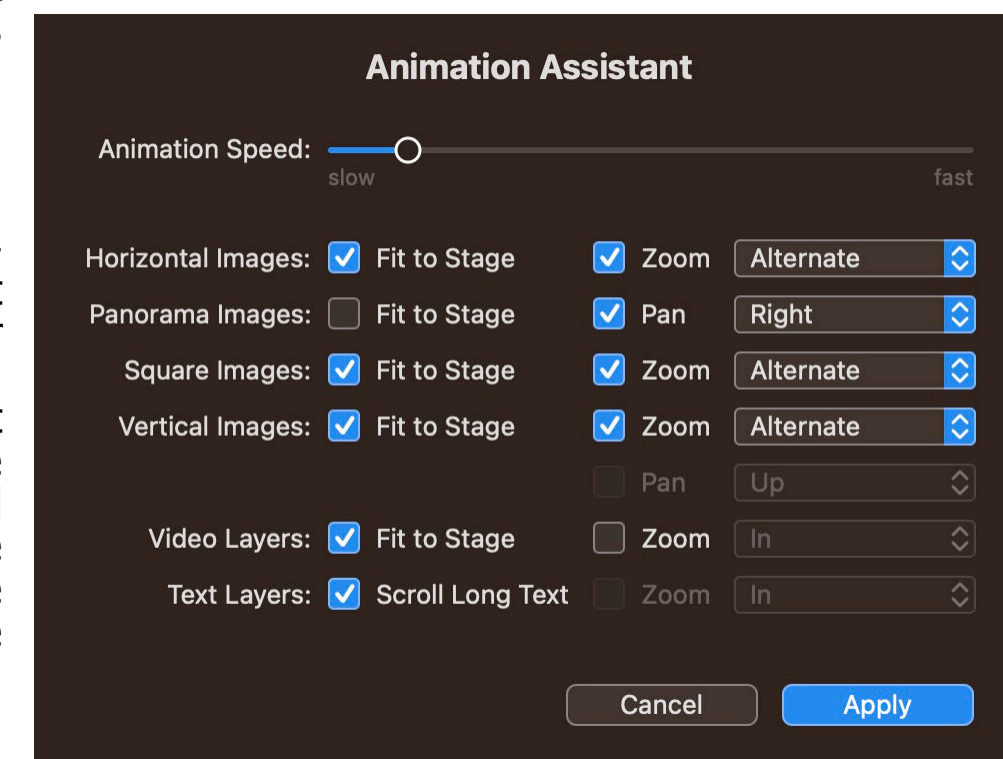 Animation Assistant
Animation Speed:
slow fast
Horizontal Images: Fit to Stage Zoom Alternate
Panorama Images: Fit to Stage Pan Right
Square Images: Fit to Stage Zoom Alternate
Vertical Images: Fit to Stage Zoom Alternate
Pan Up
Video Layers: Fit to Stage Zoom In
Text Layers: Scroll Long Text Zoom In
Cancel Apply